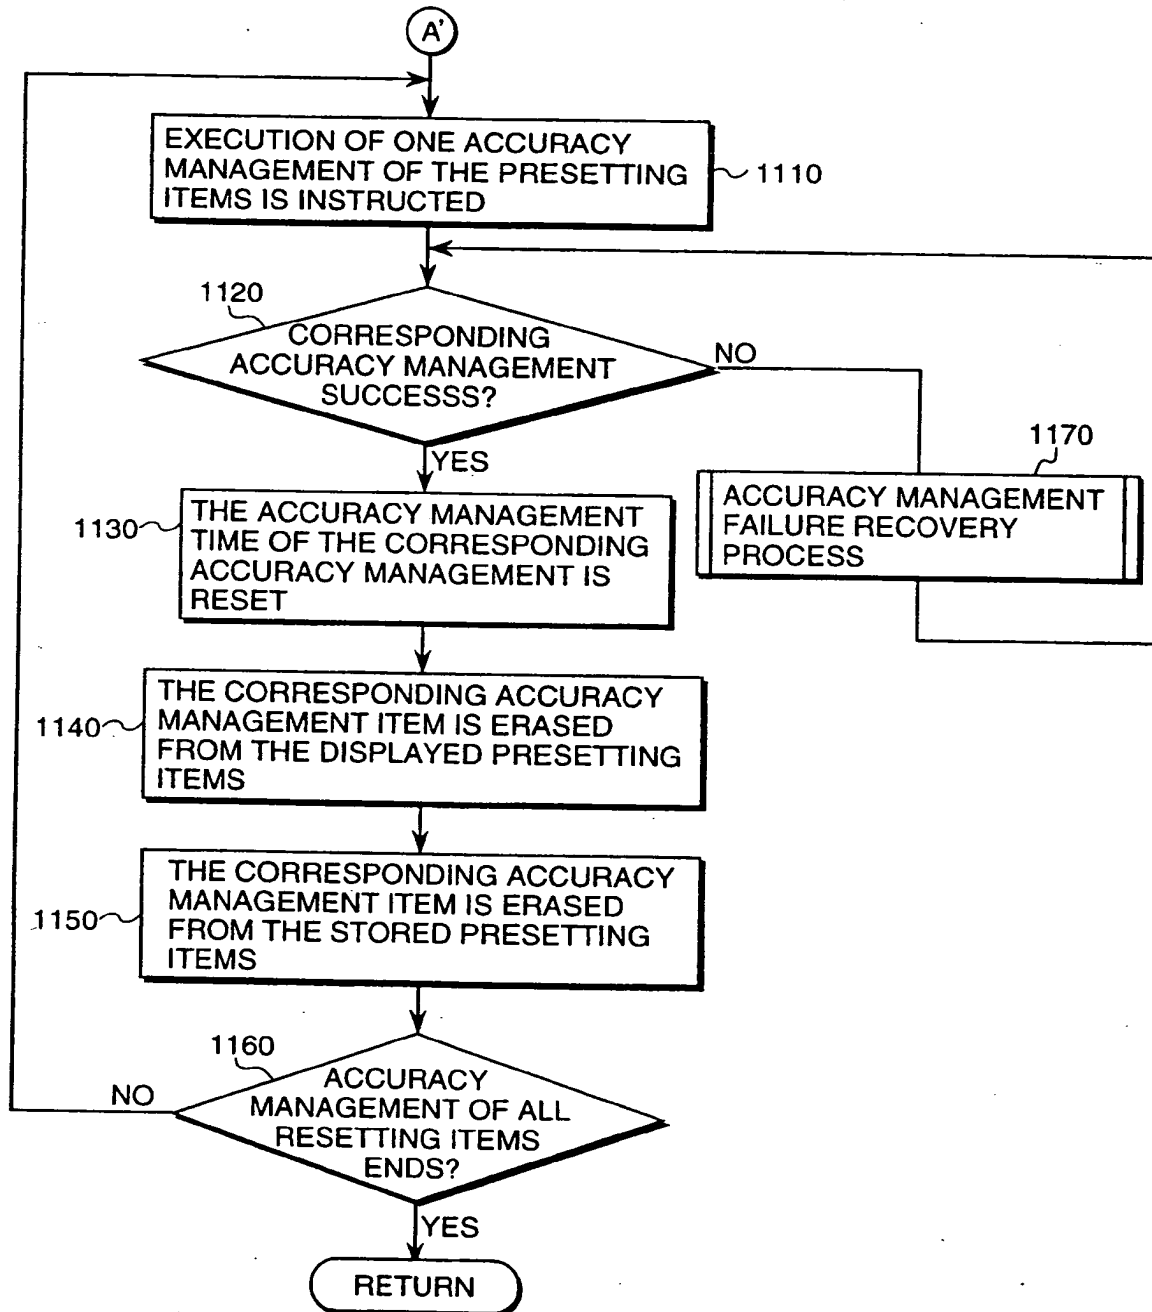 A'
EXECUTION OF ONE ACCURACY
MANAGEMENT OF THE PRESETTING
ITEMS IS INSTRUCTED
1110
1120
CORRESPONDING
ACCURACY MANAGEMENT
SUCCESSS?
NO
YES
1170
ACCURACY MANAGEMENT
FAILURE RECOVERY
PROCESS
1130
THE ACCURACY MANAGEMENT
TIME OF THE CORRESPONDING
ACCURACY MANAGEMENT IS
RESET
1140
THE CORRESPONDING ACCURACY
MANAGEMENT ITEM IS ERASED
FROM THE DISPLAYED PRESETTING
ITEMS
1150
THE CORRESPONDING ACCURACY
MANAGEMENT ITEM IS ERASED
FROM THE STORED PRESETTING
ITEMS
1160
NO
ACCURACY
MANAGEMENT OF ALL
RESETTING ITEMS
ENDS?
YES
RETURN